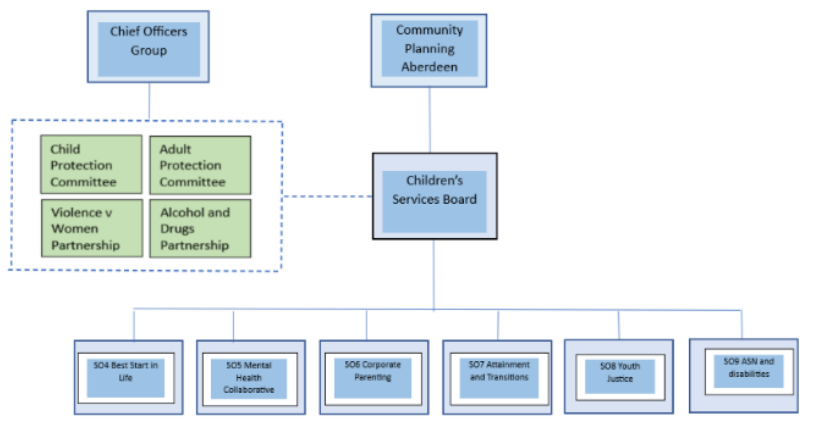 Chief Officers
Group
Community
Planning
Aberdeen
Child
Protection
Committee
Adult
Protection
Committee
Violence v
Women
Partnership
Alcohol and
Drugs
Partnership
Children's
Services Board
SO4 Best Start in
Life
SO5 Mental
Health
Collaborative
SO6 Corporate
Parenting
SO7 Attainment
and Transitions
SO8 Youth
Justice
SO9 ASN and
disabilities